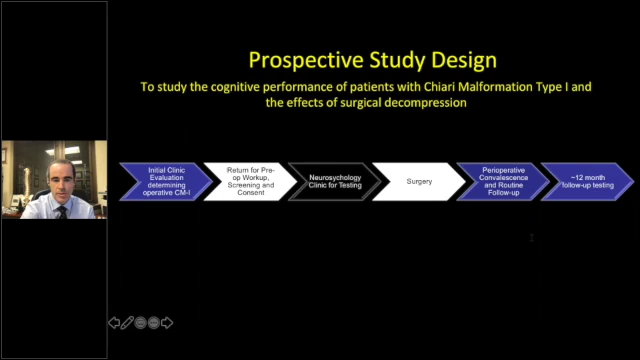 Prospective Study Design
To study the cognitive performance of patients with Chiari Malformation Type I and
the effects of surgical decompression
Initial Clinic
Evaluation
determining
operative CM-I
Return for Pre-
op Workup,
Screening and
Consent
Neurosychology
Clinic for Testing
Surgery
Perioperative
Convalescence
and Routine
Follow-up
~12 month
follow-up testing